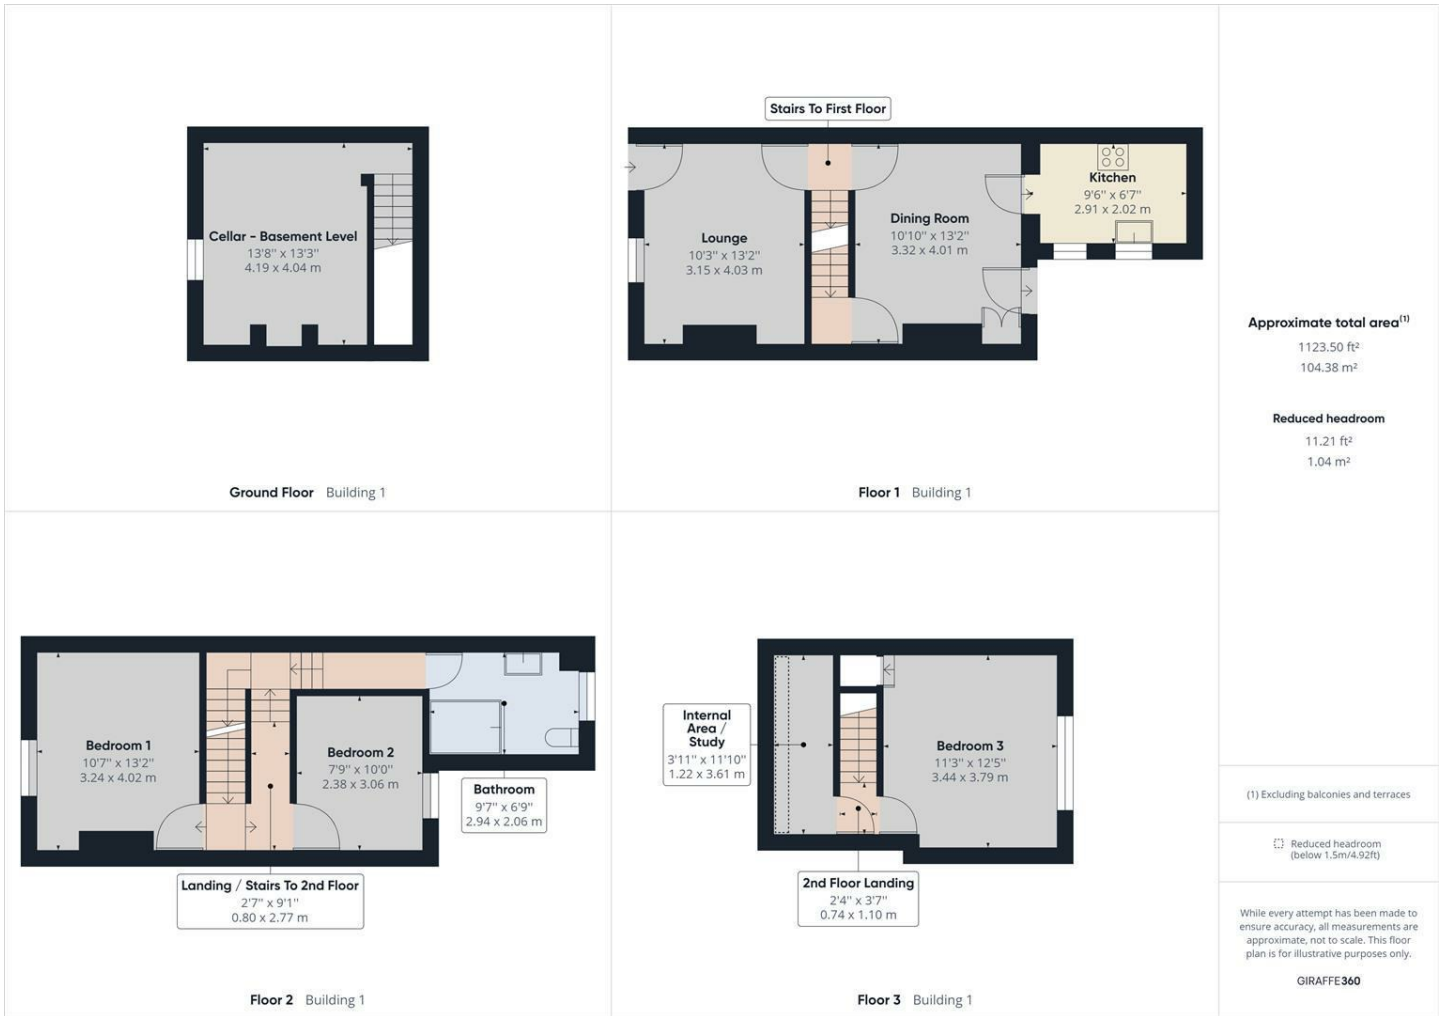 Cellar - Basement Level
13'8" x 13'3"
4.19 x 4.04 m
Ground Floor Building 1
Stairs To First Floor
Lounge
10'3" x 13'2"
3.15 x 4.03 m
Dining Room
10'10" x 13'2"
3.32 x 4.01 m
Kitchen
9'6" x 6'7"
2.91 x 2.02 m
Floor 1 Building 1
Bedroom 1
10'7" x 13'2"
3.24 x 4.02 m
Bedroom 2
7'9" x 10'0"
2.38 x 3.06 m
Bathroom
9'7" x 6'9"
2.94 x 2.06 m
Landing / Stairs To 2nd Floor
2'7" x 9'1"
0.80 x 2.77 m
Floor 2 Building 1
Internal
Area /
Study
3'11" x 11'10"
1.22 x 3.61 m
Bedroom 3
11'3" x 12'5"
3.44 x 3.79 m
2nd Floor Landing
2'4" x 3'7"
0.74 x 1.10 m
Floor 3 Building 1
Approximate total area(1)
1123.50 ft²
104.38 m²
Reduced headroom
11.21 ft²
1.04 m²
(1) Excluding balconies and terraces
Reduced headroom
(below 1.5m/4.92ft)
While every attempt has been made to
ensure accuracy, all measurements are
approximate, not to scale. This floor
plan is for illustrative purposes only.
GIRAFFE360